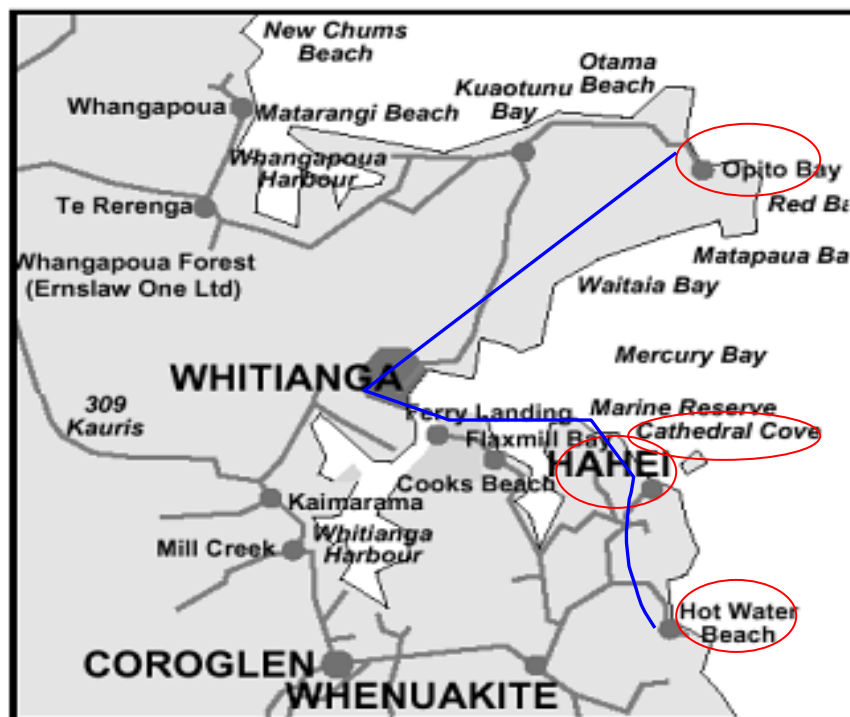 New Chums
Beach
Otama
Beach
Kuaotunu
Bay
Whangapoua
Matarangi Beach
Whangapoua
Harbour
Opito Bay
Te Rerenga
Red Ba
Whangapoua Forest
(Ernslaw One Ltd)
Matapaua Ba
Waitaia Bay
Mercury Bay
WHITIANGA
309
Kauris
Ferry Landing
Marine Reserve
Cathedral Cove
Flaxmill Bay
HAHEI
Cooks Beach
Kaimarama
Whitianga
Harbour
Mill Creek
Hot Water
Beach
COROGLEN
WHENUAKITE